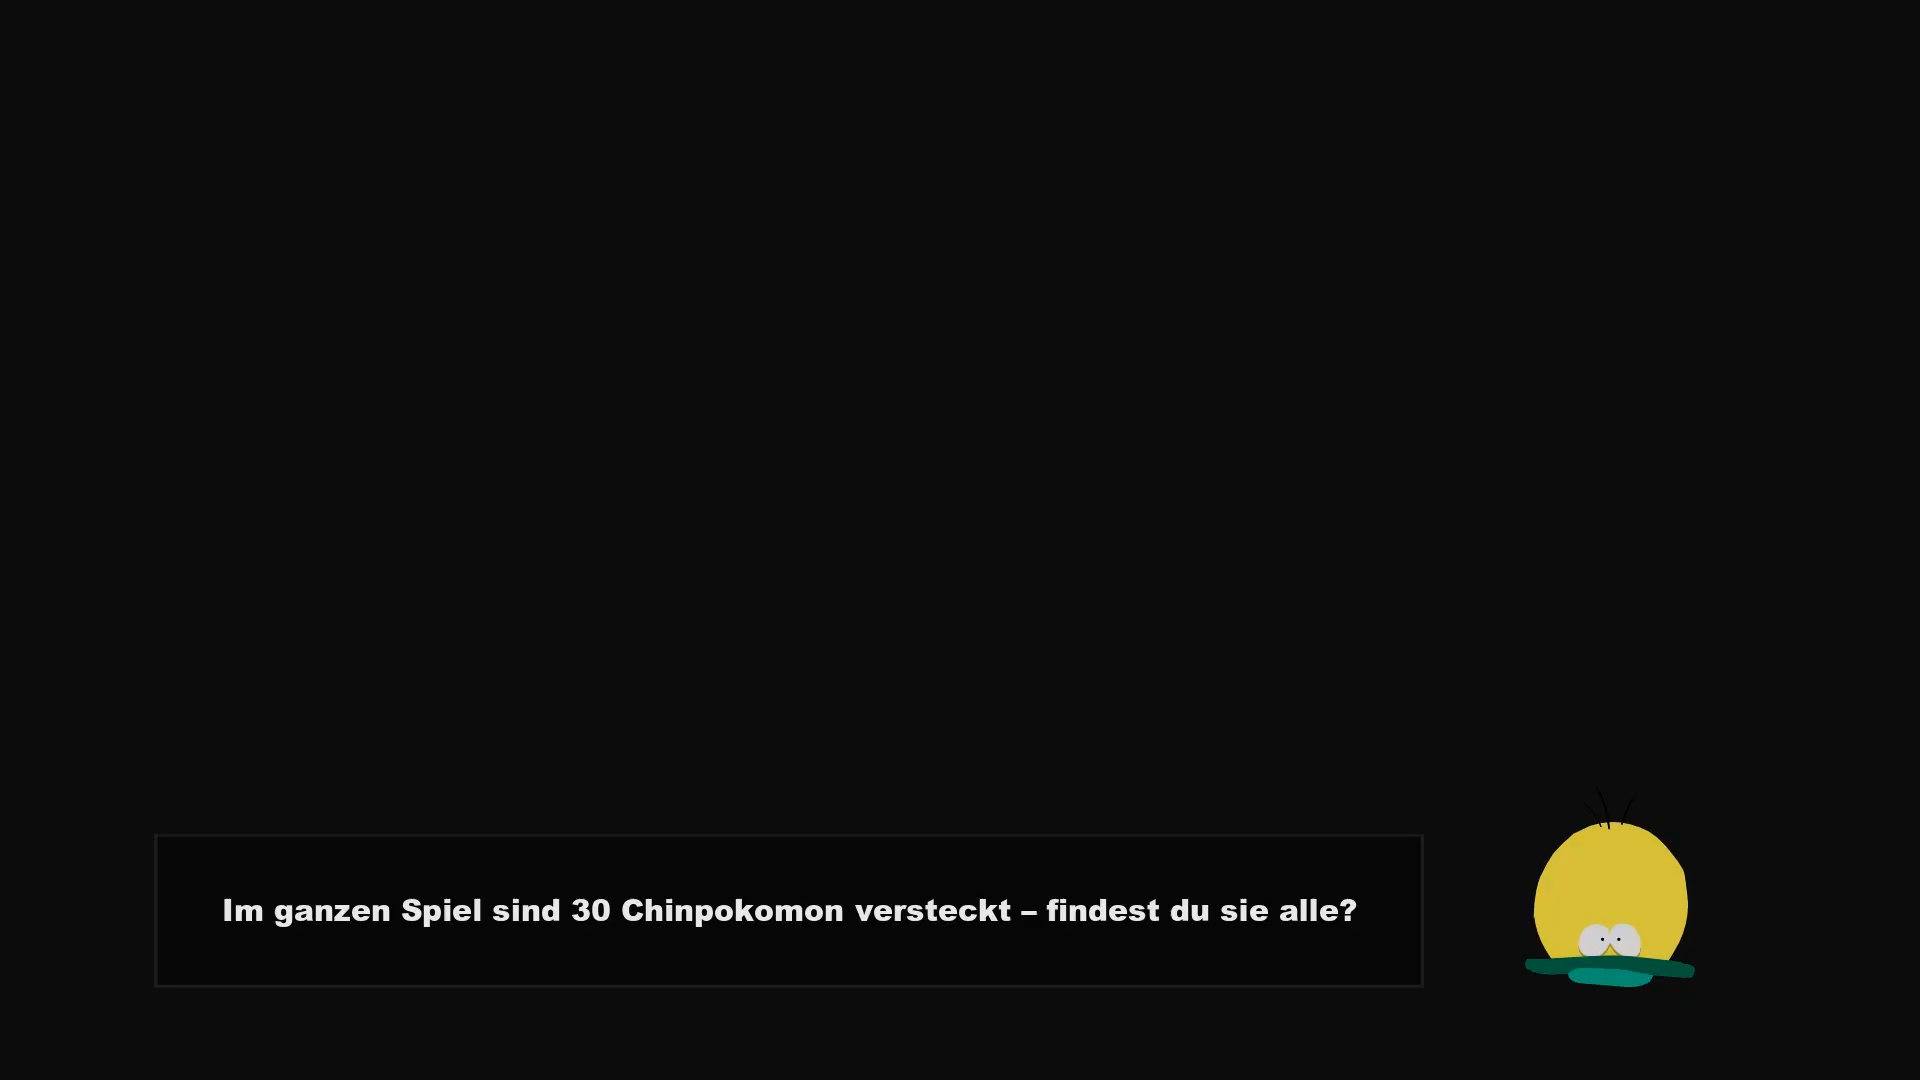 Im ganzen Spiel sind 30 Chinpokomon versteckt – findest du sie alle?